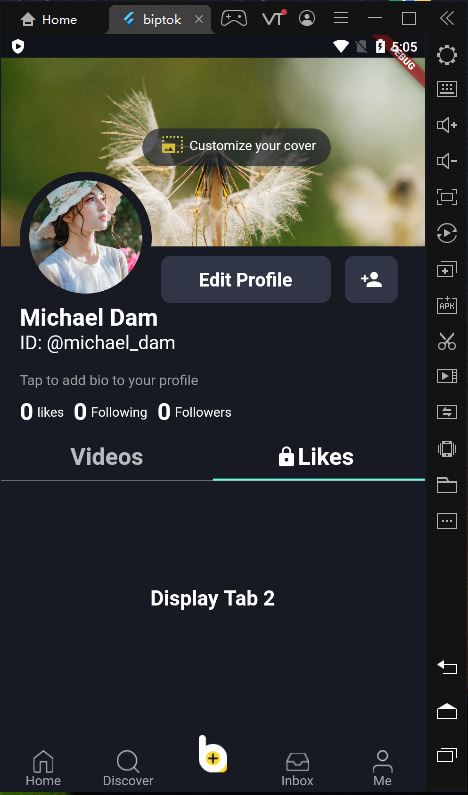 Home
biptok
5:05
DEBUG
Customize your cover
Edit Profile
Michael Dam
ID: @michael_dam
Tap to add bio to your profile
0 likes 0 Following 0 Followers
Videos
Likes
Display Tab 2
Home Discover Inbox Me
APK